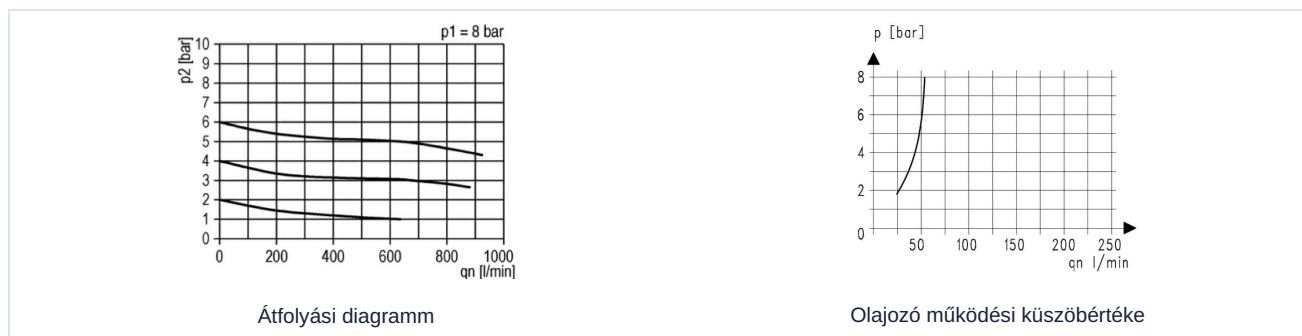 p1 = 8 bar
p2 [bar]
10
9
8
7
6
5
4
3
2
1
0
0 200 400 600 800 1000
qn [l/min]
Átfolyási diagramm
p [bar]
8
6
4
2
0
50 100 150 200 250
qn l/min
Olajozó működési küszöbértéke